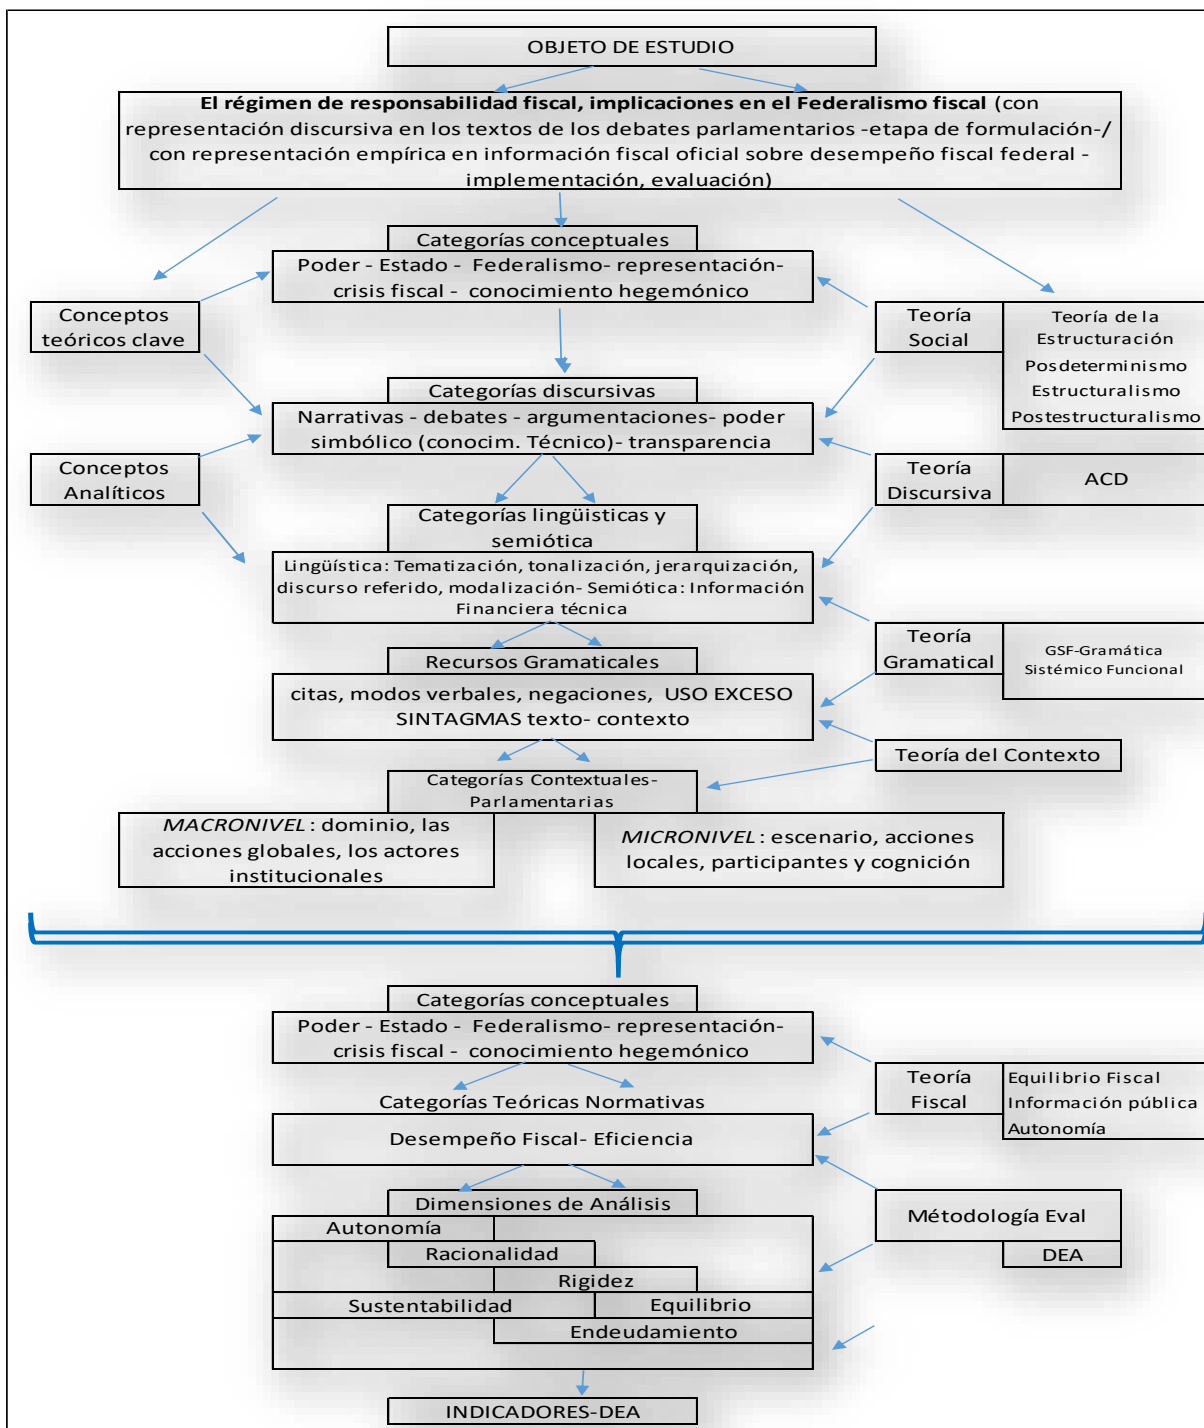 OBJETO DE ESTUDIO
El régimen de responsabilidad fiscal, implicaciones en el Federalismo fiscal (con
representación discursiva en los textos de los debates parlamentarios -etapa de formulación-/
con representación empírica en información fiscal oficial sobre desempeño fiscal federal -
implementación, evaluación)
Categorías conceptuales
Poder - Estado - Federalismo- representación-
crisis fiscal - conocimiento hegemónico
Conceptos
teóricos clave
Teoría
Social
Teoría de la
Estructuración
Posdeterminismo
Estructuralismo
Postestructuralismo
Categorías discursivas
Narrativas - debates - argumentaciones- poder
simbólico (conocim. Técnico)- transparencia
Conceptos
Analíticos
Teoría
Discursiva
ACD
Categorías lingüisticas y
semiótica
Lingüística: Tematización, tonalización, jerarquización,
discurso referido, modalización- Semiótica: Información
Financiera técnica
Teoría
Gramatical
GSF-Gramática
Sistémico Funcional
Recursos Gramaticales
citas, modos verbales, negaciones, USO EXCESO
SINTAGMAS texto- contexto
Teoría del Contexto
Categorías Contextuales-
Parlamentarias
MACRONIVEL : dominio, las
acciones globales, los actores
institucionales
MICRONIVEL : escenario, acciones
locales, participantes y cognición
Categorías conceptuales
Poder - Estado - Federalismo- representación-
crisis fiscal - conocimiento hegemónico
Teoría
Fiscal
Equilibrio Fiscal
Información pública
Autonomía
Categorías Teóricas Normativas
Desempeño Fiscal- Eficiencia
Dimensiones de Análisis
Autonomía
Racionalidad
Rigidez
Sustentabilidad
Equilibrio
Endeudamiento
Métodología Eval
DEA
INDICADORES-DEA